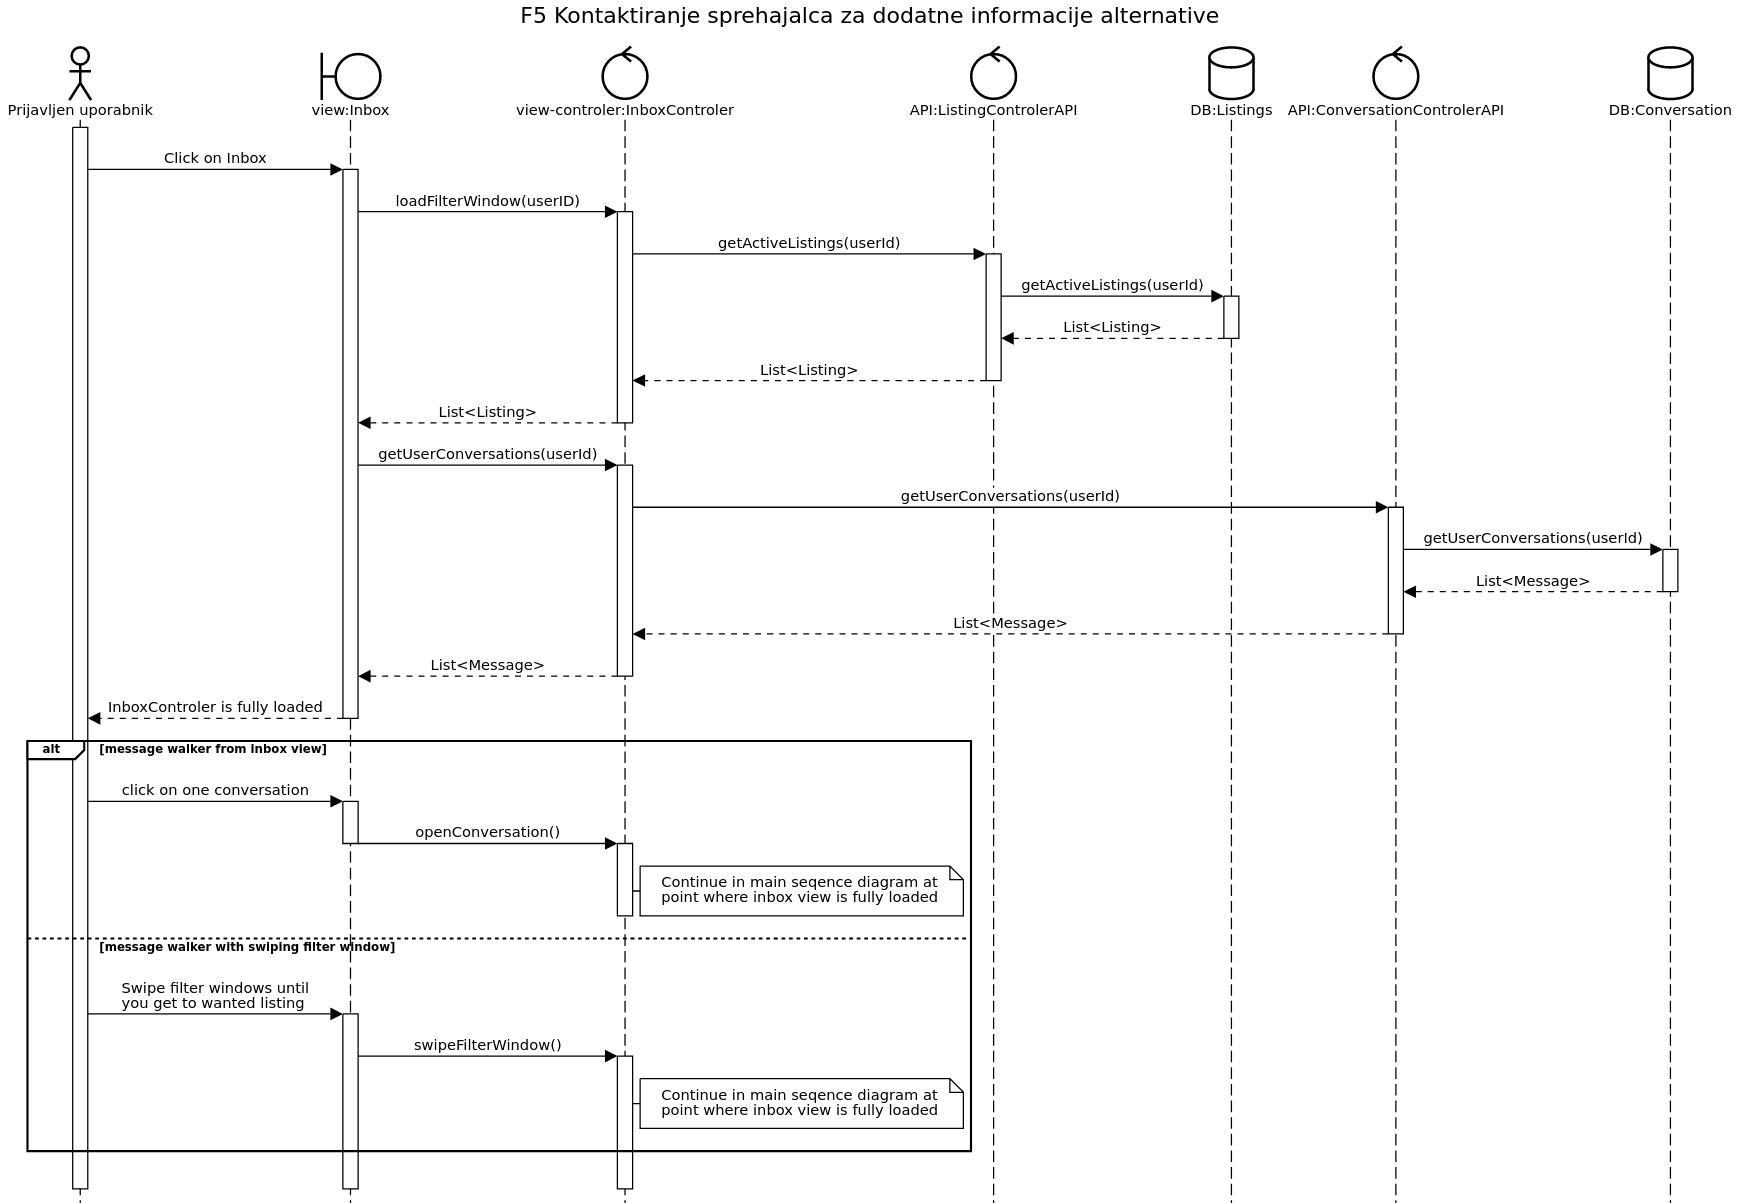 F5 Kontaktiranje sprehajalca za dodatne informacije alternative
Prijavljen uporabnik
view:Inbox
view-controler:InboxControler
API:ListingControlerAPI
DB:Listings
API:ConversationControlerAPI
DB:Conversation
Click on Inbox
loadFilterWindow(userID)
getActiveListings(userId)
getActiveListings(userId)
List<Listing>
List<Listing>
List<Listing>
getUserConversations(userId)
getUserConversations(userId)
getUserConversations(userId)
List<Message>
List<Message>
List<Message>
InboxControler is fully loaded
alt
[message walker from inbox view]
click on one conversation
openConversation()
Continue in main seqence diagram at
point where inbox view is fully loaded
[message walker with swiping filter window]
Swipe filter windows until
you get to wanted listing
swipeFilterWindow()
Continue in main seqence diagram at
point where inbox view is fully loaded